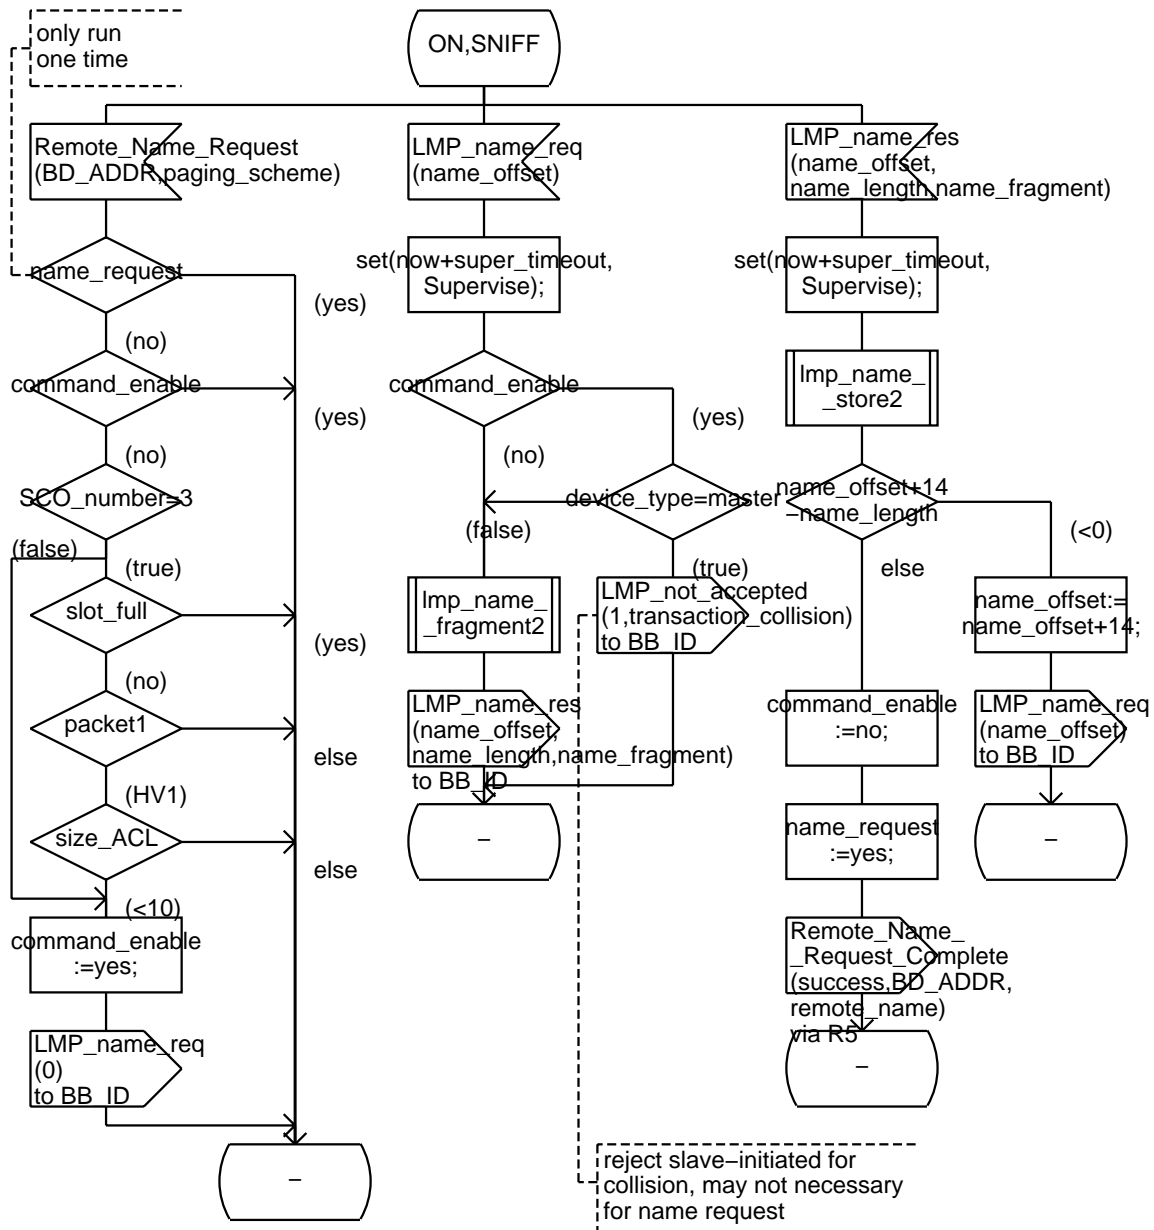 only run
one time
ON,SNIFF
Remote_Name_Request
(BD_ADDR,paging_scheme)
name_request
(yes)
(no)
command_enable
(yes)
(no)
SCO_number=3
(false)
(true)
slot_full
(yes)
(no)
packet1
else
(HV1)
size_ACL
else
(<10)
command_enable
:=yes;
LMP_name_req
(0)
to BB_ID
–
LMP_name_req
(name_offset)
set(now+super_timeout,
Supervise);
command_enable
(yes)
(no)
device_type=master
(false)
(true)
lmp_name_
_fragment2
LMP_not_accepted
(1,transaction_collision)
to BB_ID
LMP_name_res
(name_offset,
name_length,name_fragment)
to BB_ID
–
LMP_name_res
(name_offset,
name_length,name_fragment)
set(now+super_timeout,
Supervise);
lmp_name_
_store2
name_offset+14
–name_length
(<0)
else
name_offset:=
name_offset+14;
command_enable
:=no;
LMP_name_req
(name_offset)
to BB_ID
–
name_request
:=yes;
Remote_Name_
_Request_Complete
(success,BD_ADDR,
remote_name)
via R5
–
reject slave–initiated for
collision, may not necessary
for name request